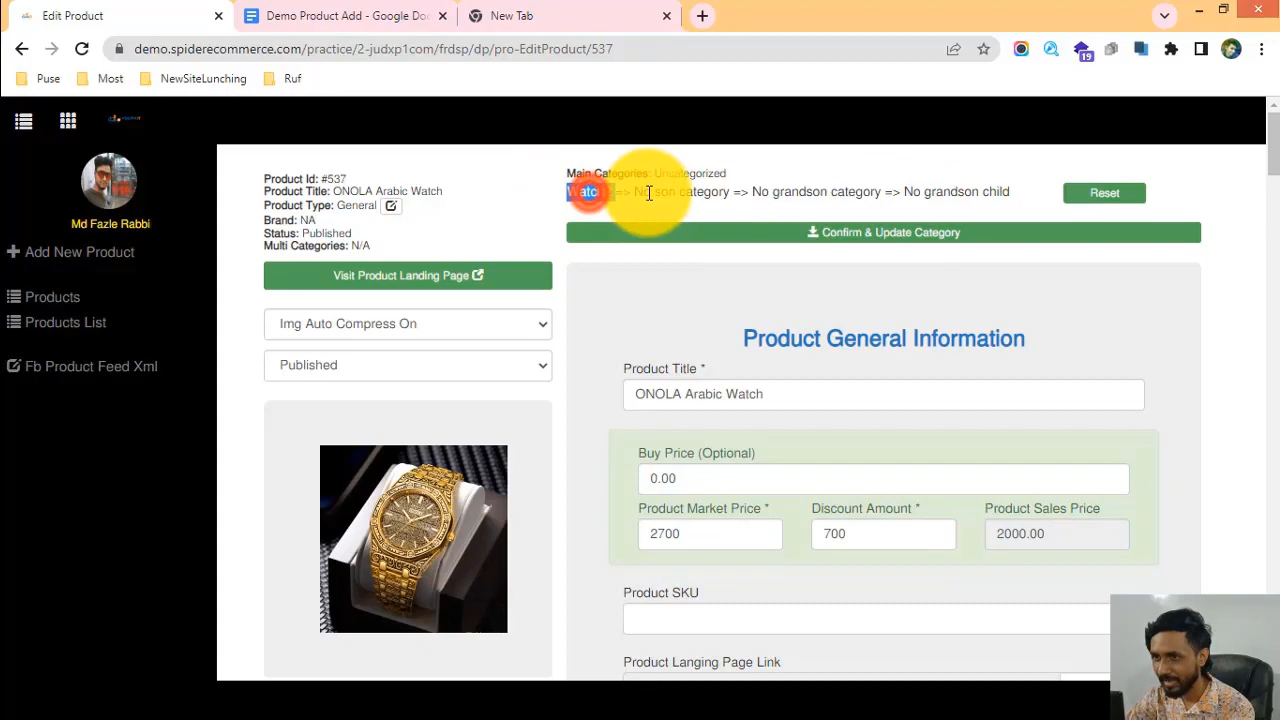 Edit Product
Demo Product Add - Google Do
New Tab
demo.spiderecommerce.com/practice/2-judxp1com/frdsp/dp/pro-EditProduct/537
19
Puse
Most
NewSiteLunching
Ruf
Md Fazle Rabbi
Add New Product
Products
Products List
Fb Product Feed Xml
Product Id: #537
Product Title: ONOLA Arabic Watch
Product Type: General
Brand: NA
Status: Published
Multi Categories: N/A
Visit Product Landing Page
Img Auto Compress On
Published
Main Categories: Uncategorized
Watch => No son category => No grandson category => No grandson child
Reset
Confirm & Update Category
Product General Information
Product Title *
ONOLA Arabic Watch
Buy Price (Optional)
0.00
Product Market Price *
Discount Amount *
Product Sales Price
2700
700
2000.00
Product SKU
Product Langing Page Link